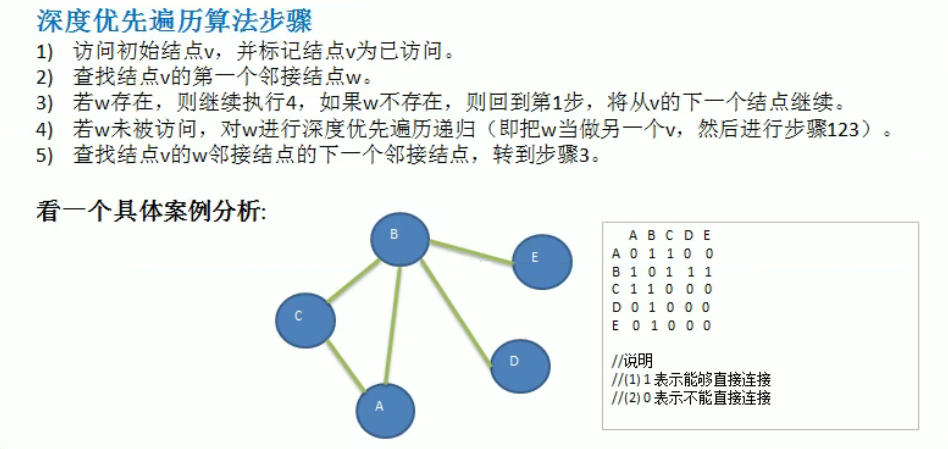 深度优先遍历算法步骤
1) 访问初始结点v，并标记结点v为已访问。
2) 查找结点v的第一个邻接结点w。
3) 若w存在，则继续执行4，如果w不存在，则回到第1步，将从v的下一个结点继续。
4) 若w未被访问，对w进行深度优先遍历递归（即把w当做另一个v，然后进行步骤123）。
5) 查找结点v的w邻接结点的下一个邻接结点，转到步骤3。
看一个具体案例分析:
B
E
C
D
A
A B C D E
A 0 1 1 0 0
B 1 0 1 1 1
C 1 1 0 0 0
D 0 1 0 0 0
E 0 1 0 0 0
//说明
//(1) 1 表示能够直接连接
//(2) 0 表示不能直接连接